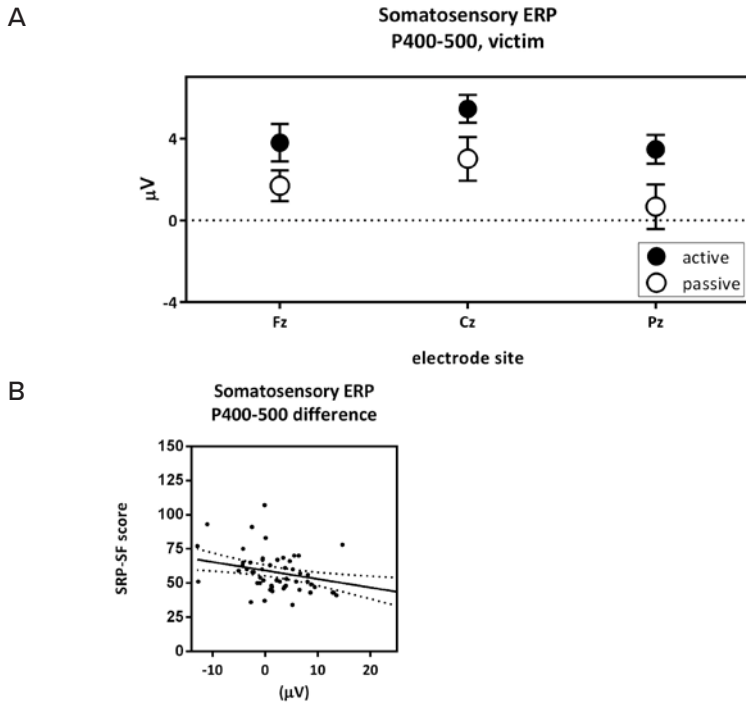 A
Somatosensory ERP
P400-500, victim
μV
4
0
-4
active
passive
Fz Cz Pz
electrode site
B
Somatosensory ERP
P400-500 difference
SRP-SF score
150
125
100
75
50
25
0
-10 0 10 20
(μV)